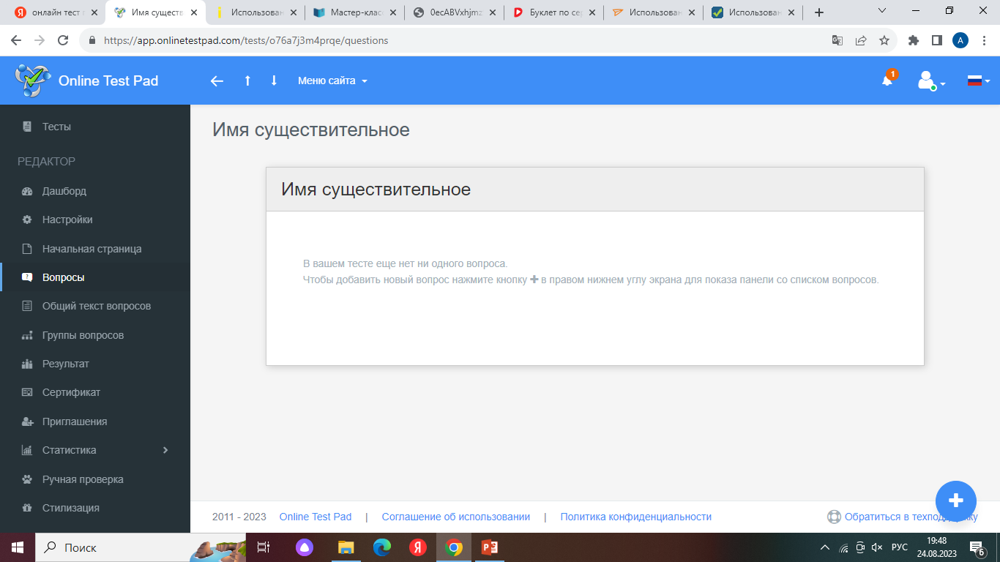 онлайн тест п
Имя существ
Использован
Мастер-клас
0ecABVxhjmz
Буклет по се
Использован
Использован
https://app.onlinetestpad.com/tests/o76a7j3m4prqe/questions
A
Online Test Pad
Меню сайта
1
Тесты
РЕДАКТОР
Дашборд
Настройки
Начальная страница
Вопросы
Общий текст вопросов
Группы вопросов
Результат
Сертификат
Приглашения
Статистика
Ручная проверка
Стилизация
Имя существительное
Имя существительное
В вашем тесте еще нет ни одного вопроса.
Чтобы добавить новый вопрос нажмите кнопку + в правом нижнем углу экрана для показа панели со списком вопросов.
2011 - 2023 Online Test Pad | Соглашение об использовании | Политика конфиденциальности
Обратиться в техподдержку
Поиск
РУС
19:48
24.08.2023
6